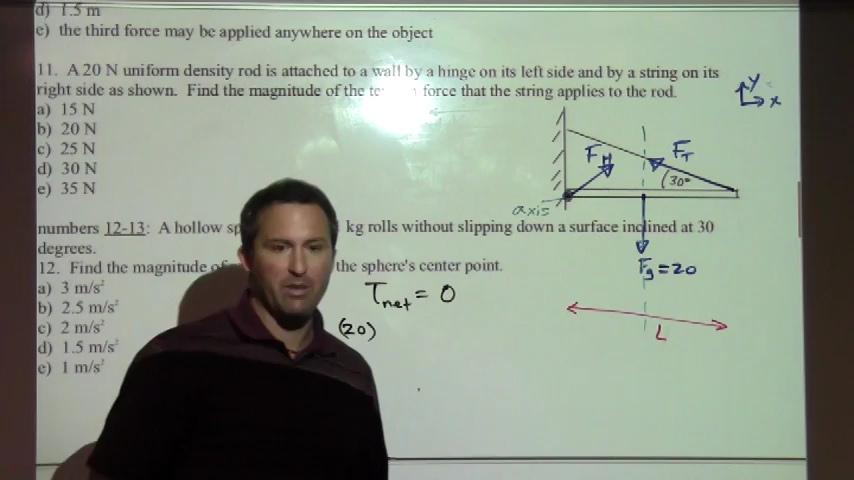 d) 1.5 m
e) the third force may be applied anywhere on the object
11. A 20 N uniform density rod is attached to a wall by a hinge on its left side and by a string on its
right side as shown. Find the magnitude of the force that the string applies to the rod.
a) 15 N
b) 20 N
c) 25 N
d) 30 N
e) 35 N
Y
x
F_H
F_T
30°
axis
Fg = 20
L
numbers 12-13: A hollow kg rolls without slipping down a surface inclined at 30
degrees.
12. Find the magnitude of the sphere's center point.
a) 3 m/s²
b) 2.5 m/s²
c) 2 m/s²
d) 1.5 m/s²
e) 1 m/s²
τnet = 0
(20)